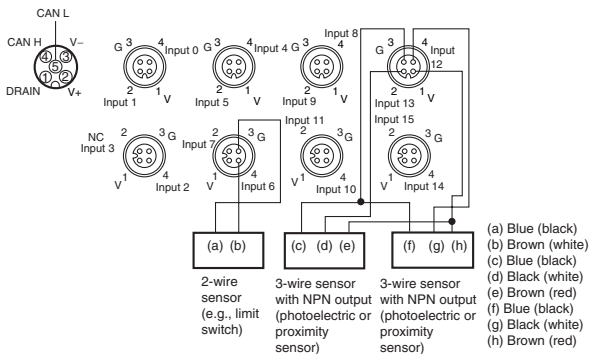 CAN L
CAN H
V–
4 3
5
1 2
DRAIN
V+
G 3 4 Input 0
2 1 V
Input 1
3 4 Input 4
G
2 1 V
Input 5
Input 8
G 3 4
2 1 V
Input 9
G 3 4 Input 12
2 1 V
Input 13
NC
Input 3
2 3 G
V 1 4
Input 2
Input 7
2 3 G
V 1 4
Input 6
Input 11
2 3 G
V 1 4
Input 10
Input 15
2 3 G
V 1 4
Input 14
(a) (b)
(c) (d) (e)
(f) (g) (h)
2-wire
sensor
(e.g., limit
switch)
3-wire sensor
with NPN output
(photoelectric or
proximity
sensor)
3-wire sensor
with NPN output
(photoelectric or
proximity
sensor)
(a) Blue (black)
(b) Brown (white)
(c) Blue (black)
(d) Black (white)
(e) Brown (red)
(f) Blue (black)
(g) Black (white)
(h) Brown (red)